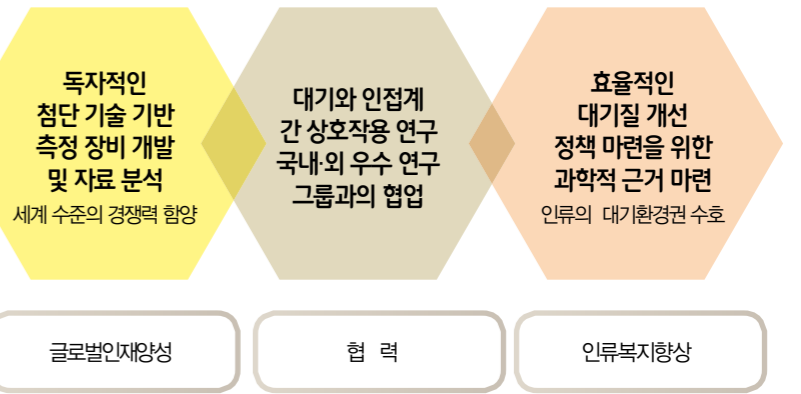 독자적인
첨단 기술 기반
측정 장비 개발
및 자료 분석
세계 수준의 경쟁력 함양
대기와 인접계
간 상호작용 연구
국내·외 우수 연구
그룹과의 협업
효율적인
대기질 개선
정책 마련을 위한
과학적 근거 마련
인류의 대기환경권 수호
글로벌인재양성
협 력
인류복지향상